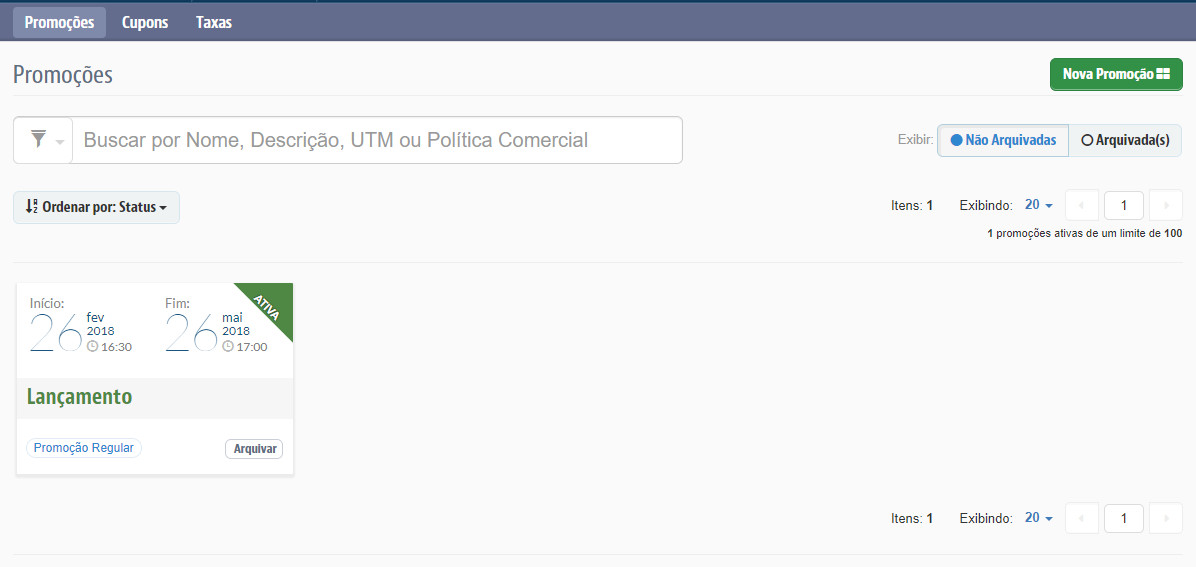 Promoções Cupons Taxas
Promoções
Nova Promoção
Buscar por Nome, Descrição, UTM ou Política Comercial
Exibir: Não Arquivadas Arquivada(s)
Ordenar por: Status
Itens: 1 Exibindo: 20 1
1 promoções ativas de um limite de 100
Início: Fim: ATIVA
26 fev 2018 16:30
26 mai 2018 17:00
Lançamento
Promoção Regular Arquivar
Itens: 1 Exibindo: 20 1